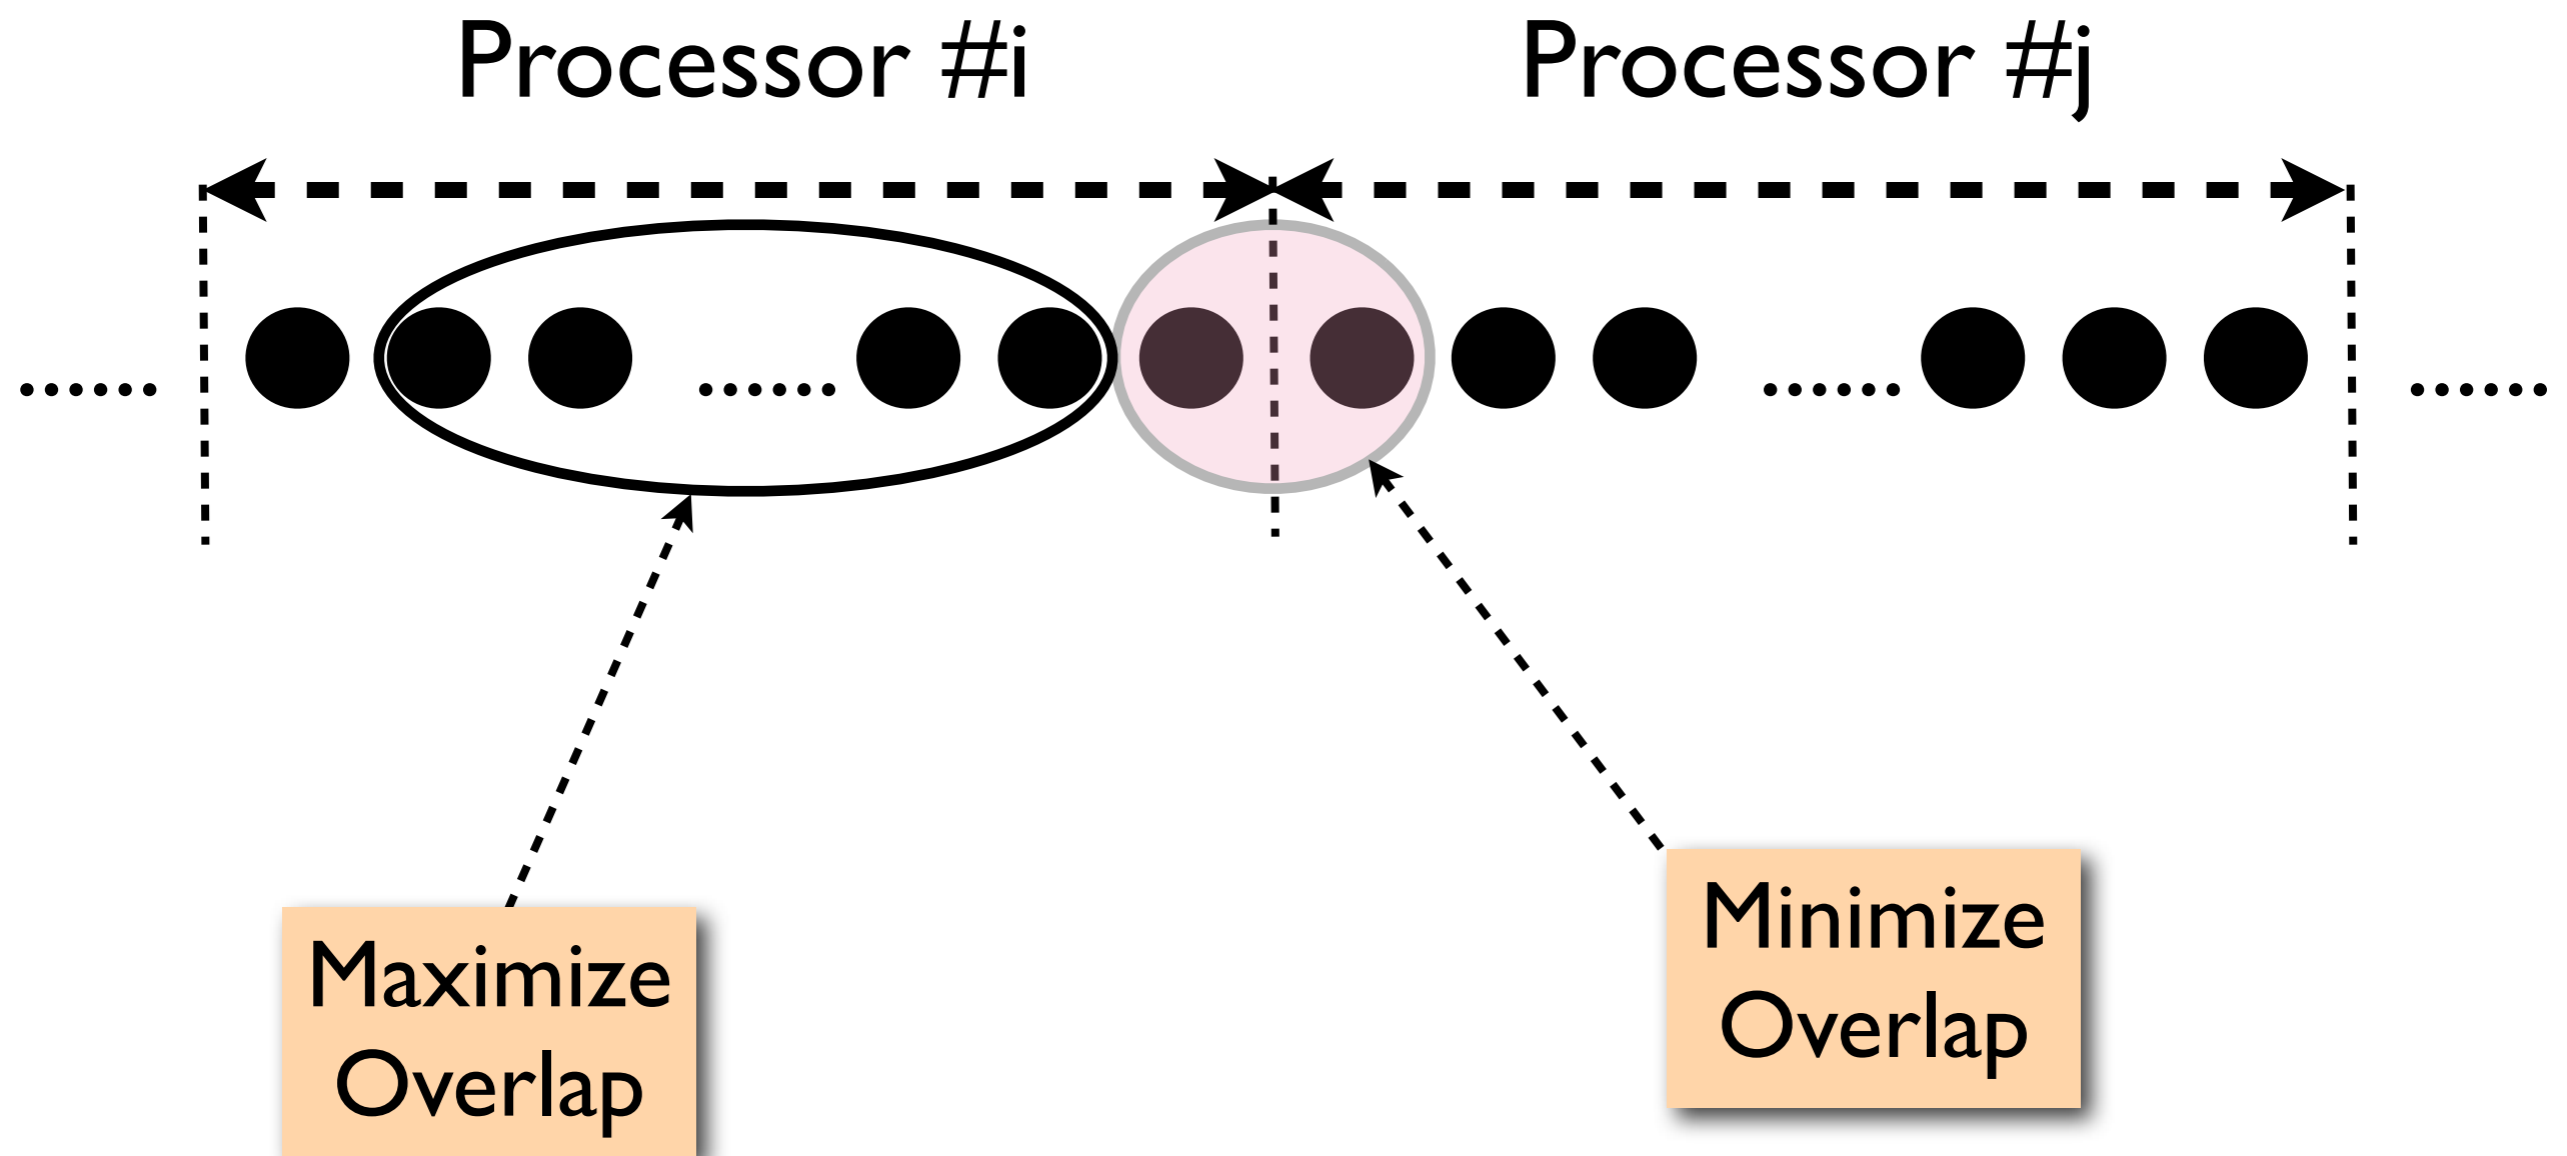 Processor #i
Processor #j
Maximize
Overlap
Minimize
Overlap